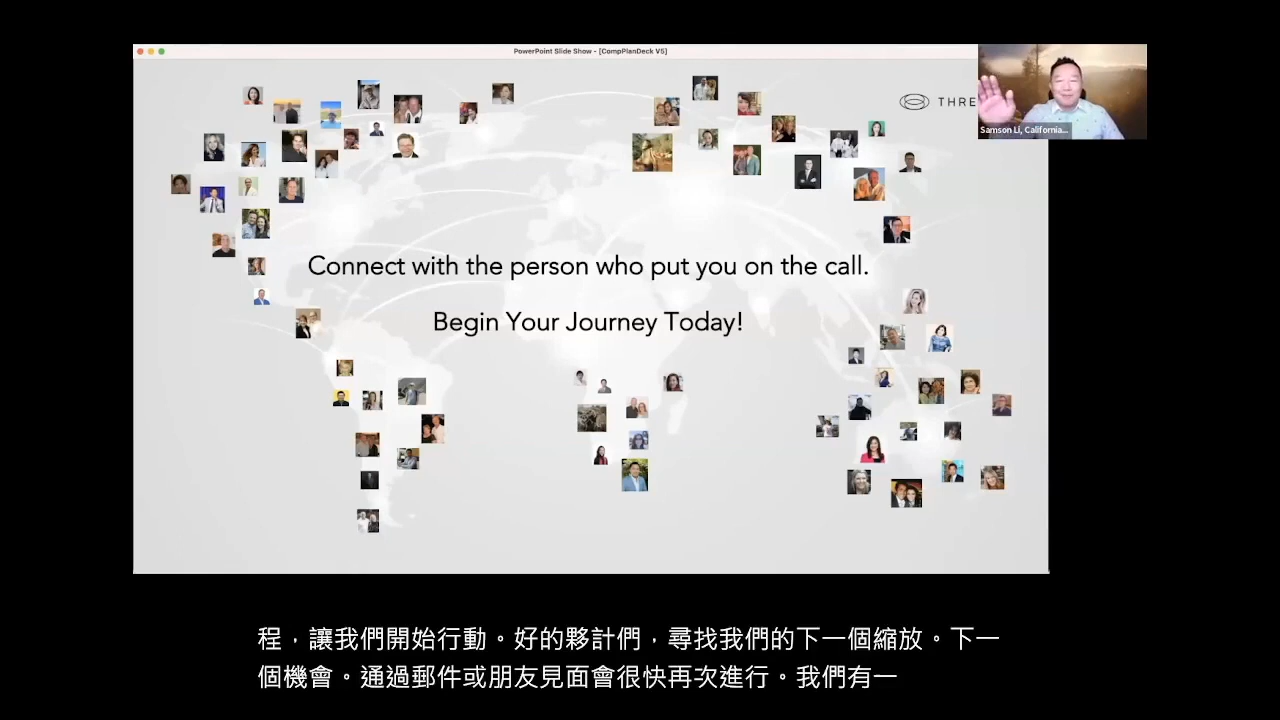 PowerPoint Slide Show - [CompPlanDeck V5]
THRE
Samson Li, California...
Connect with the person who put you on the call.
Begin Your Journey Today!
程，讓我們開始行動。好的夥計們，尋找我們的下一個縮放。下一
個機會。通過郵件或朋友見面會很快再次進行。我們有一